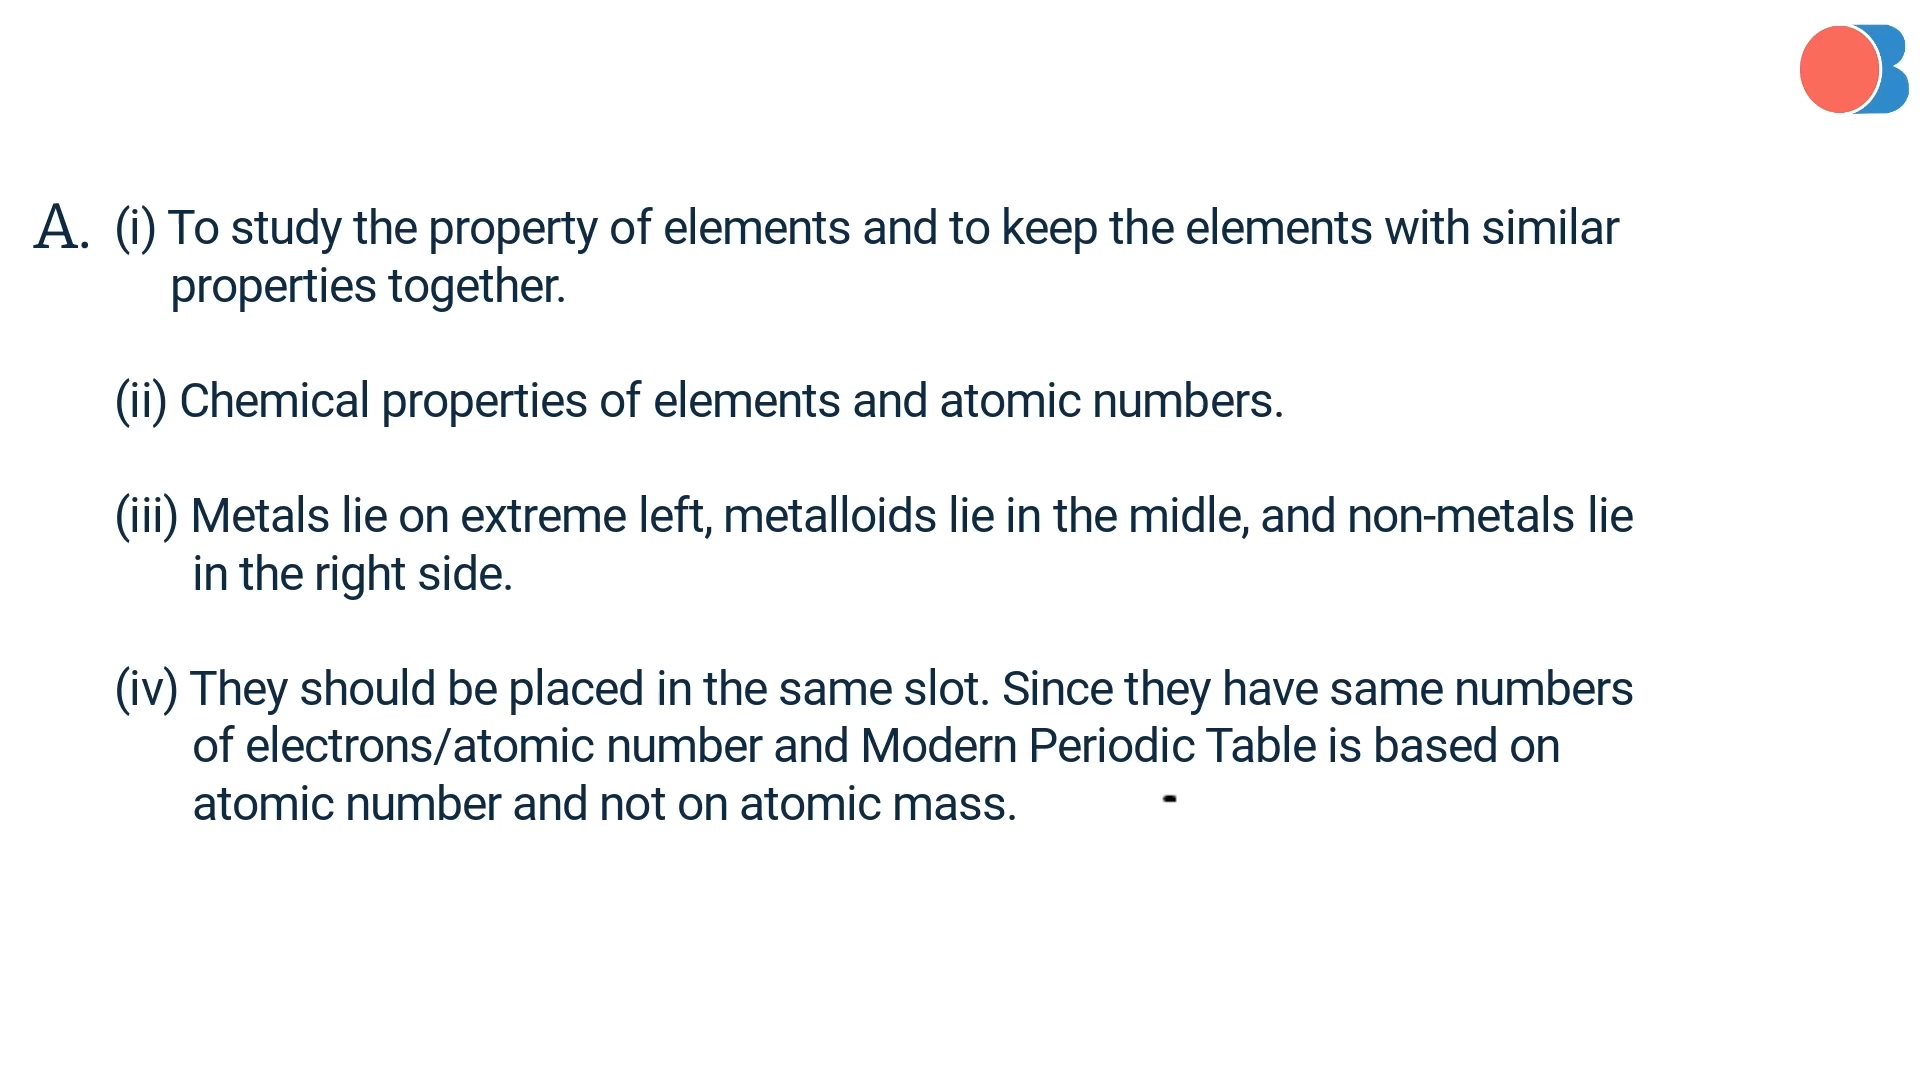 A. (i) To study the property of elements and to keep the elements with similar
properties together.
(ii) Chemical properties of elements and atomic numbers.
(iii) Metals lie on extreme left, metalloids lie in the midle, and non-metals lie
in the right side.
(iv) They should be placed in the same slot. Since they have same numbers
of electrons/atomic number and Modern Periodic Table is based on
atomic number and not on atomic mass.